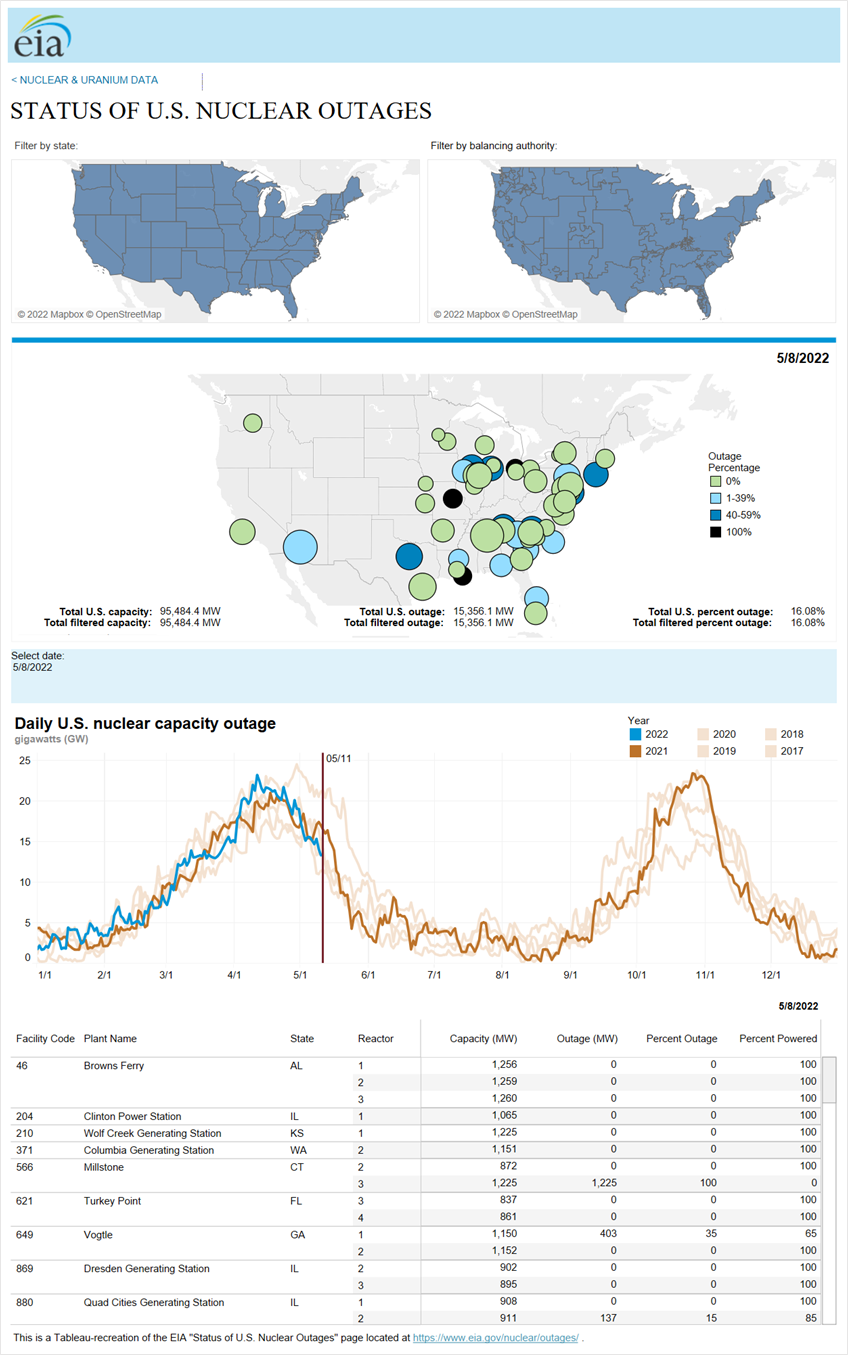 eia
< NUCLEAR & URANIUM DATA
STATUS OF U.S. NUCLEAR OUTAGES
Filter by state:
Filter by balancing authority:
© 2022 Mapbox © OpenStreetMap
© 2022 Mapbox © OpenStreetMap
5/8/2022
Outage
Percentage
0%
1-39%
40-59%
100%
Total U.S. capacity: 95,484.4 MW Total U.S. outage: 15,356.1 MW Total U.S. percent outage: 16.08%
Total filtered capacity: 95,484.4 MW Total filtered outage: 15,356.1 MW Total filtered percent outage: 16.08%
Select date:
5/8/2022
Daily U.S. nuclear capacity outage
gigawatts (GW)
Year
2022 2020 2018
2021 2019 2017
05/11
25
20
15
10
5
0
1/1 2/1 3/1 4/1 5/1 6/1 7/1 8/1 9/1 10/1 11/1 12/1
5/8/2022
Facility Code Plant Name State Reactor Capacity (MW) Outage (MW) Percent Outage Percent Powered
46 Browns Ferry AL 1 1,256 0 0 100
2 1,259 0 0 100
3 1,260 0 0 100
204 Clinton Power Station IL 1 1,065 0 0 100
210 Wolf Creek Generating Station KS 1 1,225 0 0 100
371 Columbia Generating Station WA 2 1,151 0 0 100
566 Millstone CT 2 872 0 0 100
3 1,225 1,225 100 0
621 Turkey Point FL 3 837 0 0 100
4 861 0 0 100
649 Vogtle GA 1 1,150 403 35 65
2 1,152 0 0 100
869 Dresden Generating Station IL 2 902 0 0 100
3 895 0 0 100
880 Quad Cities Generating Station IL 1 908 0 0 100
2 911 137 15 85
This is a Tableau-recreation of the EIA "Status of U.S. Nuclear Outages" page located at https://www.eia.gov/nuclear/outages/ .